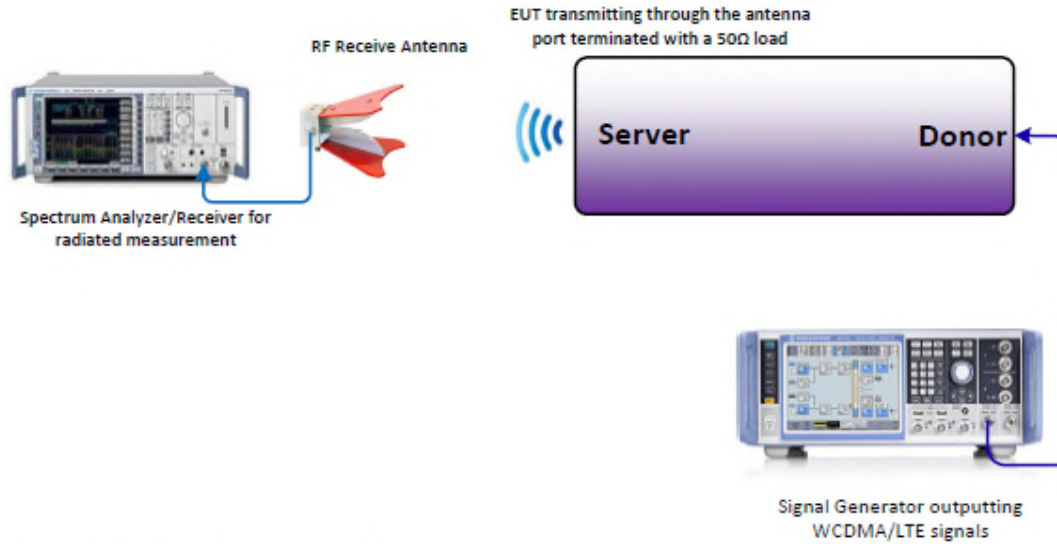 EUT transmitting through the antenna
port terminated with a 50Ω load
RF Receive Antenna
Server
Donor
Spectrum Analyzer/Receiver for
radiated measurement
Signal Generator outputting
WCDMA/LTE signals